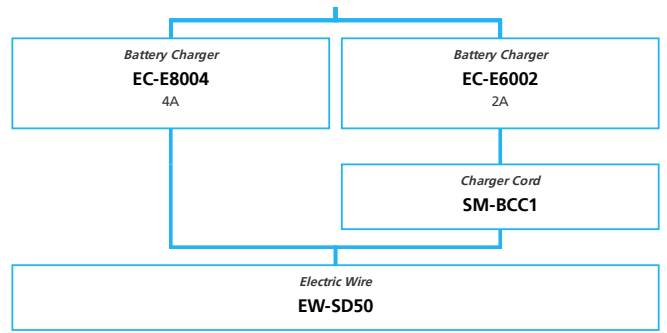 Battery Charger
EC-E8004
4A
Battery Charger
EC-E6002
2A
Charger Cord
SM-BCC1
Electric Wire
EW-SD50